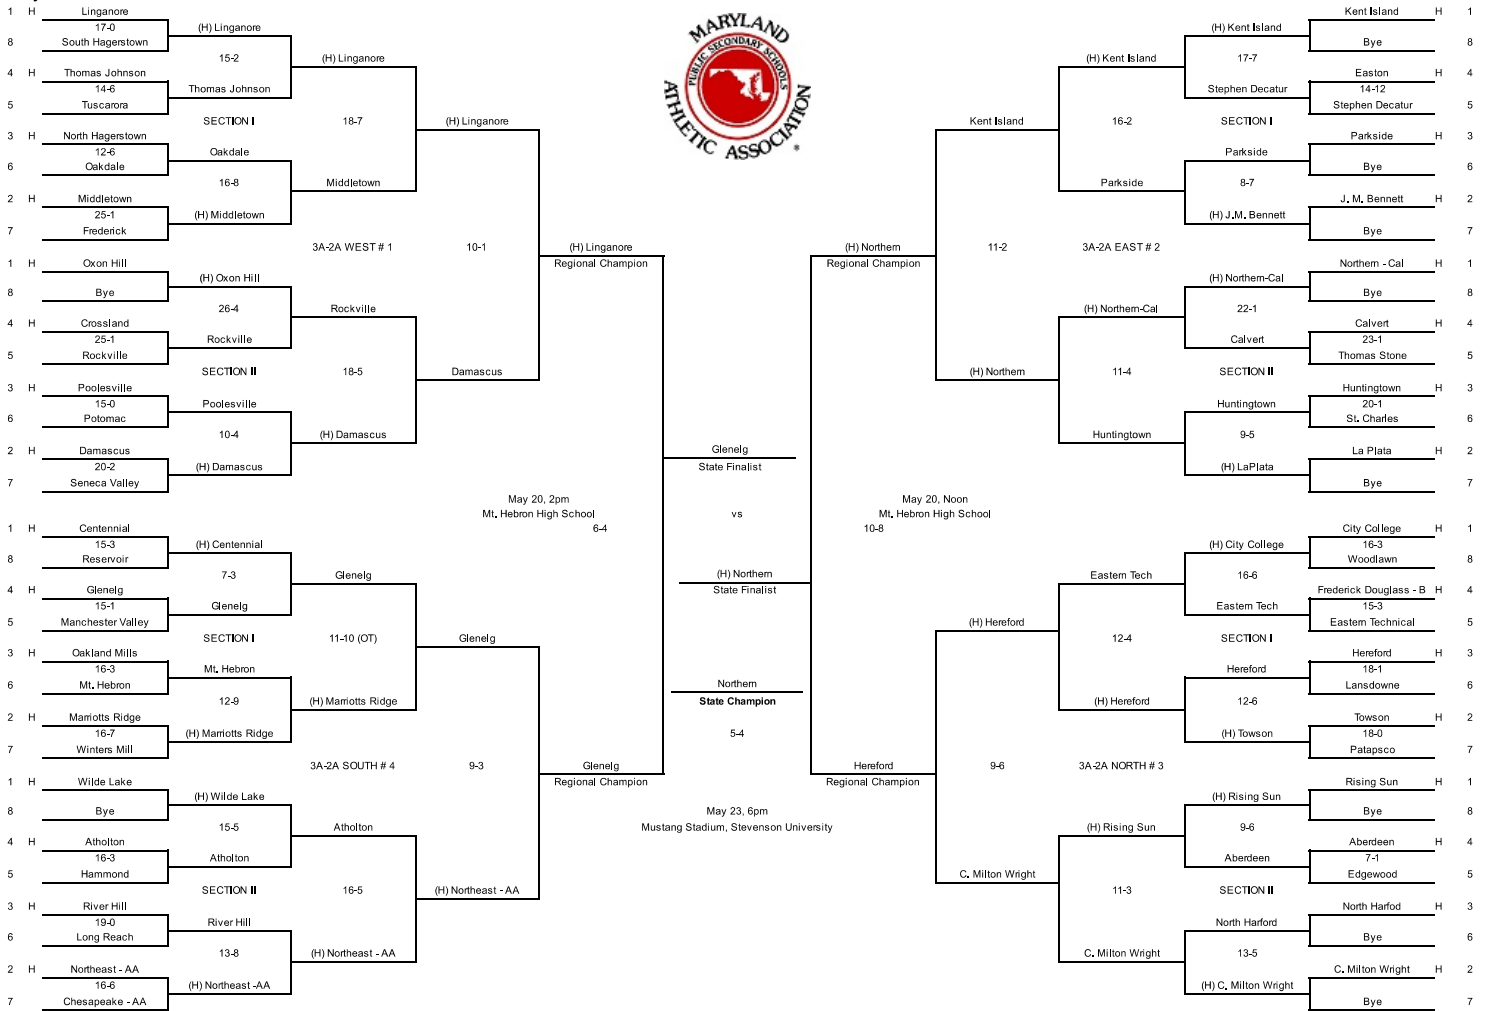 1 H Linganore
17-0
8 South Hagerstown
(H) Linganore
15-2
4 H Thomas Johnson
14-6
5 Tuscarora
Thomas Johnson
SECTION I
(H) Linganore
18-7
3 H North Hagerstown
12-6
6 Oakdale
Oakdale
16-8
2 H Middletown
25-1
7 Frederick
(H) Middletown
Middletown
(H) Linganore
3A-2A WEST # 1
10-1
1 H Oxon Hill
8 Bye
(H) Oxon Hill
26-4
4 H Crossland
25-1
5 Rockville
Rockville
SECTION II
Rockville
18-5
3 H Poolesville
15-0
6 Potomac
Poolesville
10-4
2 H Damascus
20-2
7 Seneca Valley
(H) Damascus
(H) Damascus
Damascus
(H) Linganore
Regional Champion
May 20, 2pm
Mt. Hebron High School
6-4
1 H Centennial
15-3
8 Reservoir
(H) Centennial
7-3
4 H Glenelg
15-1
5 Manchester Valley
Glenelg
SECTION I
Glenelg
11-10 (OT)
3 H Oakland Mills
16-3
6 Mt. Hebron
Mt. Hebron
12-9
2 H Marriotts Ridge
16-7
7 Winters Mill
(H) Marriotts Ridge
(H) Marriotts Ridge
Glenelg
3A-2A SOUTH # 4
9-3
1 H Wilde Lake
8 Bye
(H) Wilde Lake
15-5
4 H Atholton
16-3
5 Hammond
Atholton
SECTION II
Atholton
16-5
3 H River Hill
19-0
6 Long Reach
River Hill
13-8
2 H Northeast - AA
16-6
7 Chesapeake - AA
(H) Northeast -AA
(H) Northeast - AA
(H) Northeast - AA
Glenelg
Regional Champion
MARYLAND
PUBLIC SECONDARY SCHOOLS
ATHLETIC ASSOCIATION
®
Glenelg
State Finalist
vs
(H) Northern
State Finalist
Northern
State Champion
5-4
May 23, 6pm
Mustang Stadium, Stevenson University
Kent Island H 1
Bye 8
(H) Kent Island
17-7
Easton H 4
14-12
Stephen Decatur 5
Stephen Decatur
SECTION I
(H) Kent Island
16-2
Parkside H 3
Bye 6
Parkside
8-7
J. M. Bennett H 2
Bye 7
(H) J.M. Bennett
Parkside
Kent Island
3A-2A EAST # 2
11-2
Northern - Cal H 1
Bye 8
(H) Northern-Cal
22-1
Calvert H 4
23-1
Thomas Stone 5
Calvert
SECTION II
(H) Northern-Cal
11-4
Huntingtown H 3
20-1
St. Charles 6
Huntingtown
9-5
La Plata H 2
Bye 7
(H) LaPlata
Huntingtown
(H) Northern
(H) Northern
Regional Champion
May 20, Noon
Mt. Hebron High School
10-8
City College H 1
16-3
Woodlawn 8
(H) City College
16-6
Frederick Douglass - B H 4
15-3
Eastern Technical 5
Eastern Tech
SECTION I
Eastern Tech
12-4
Hereford H 3
18-1
Lansdowne 6
Hereford
12-6
Towson H 2
18-0
Patapsco 7
(H) Towson
(H) Hereford
(H) Hereford
3A-2A NORTH # 3
9-6
Rising Sun H 1
Bye 8
(H) Rising Sun
9-6
Aberdeen H 4
7-1
Edgewood 5
Aberdeen
SECTION II
(H) Rising Sun
11-3
North Harfod H 3
Bye 6
North Harford
13-5
C. Milton Wright H 2
Bye 7
(H) C. Milton Wright
C. Milton Wright
C. Milton Wright
Hereford
Regional Champion